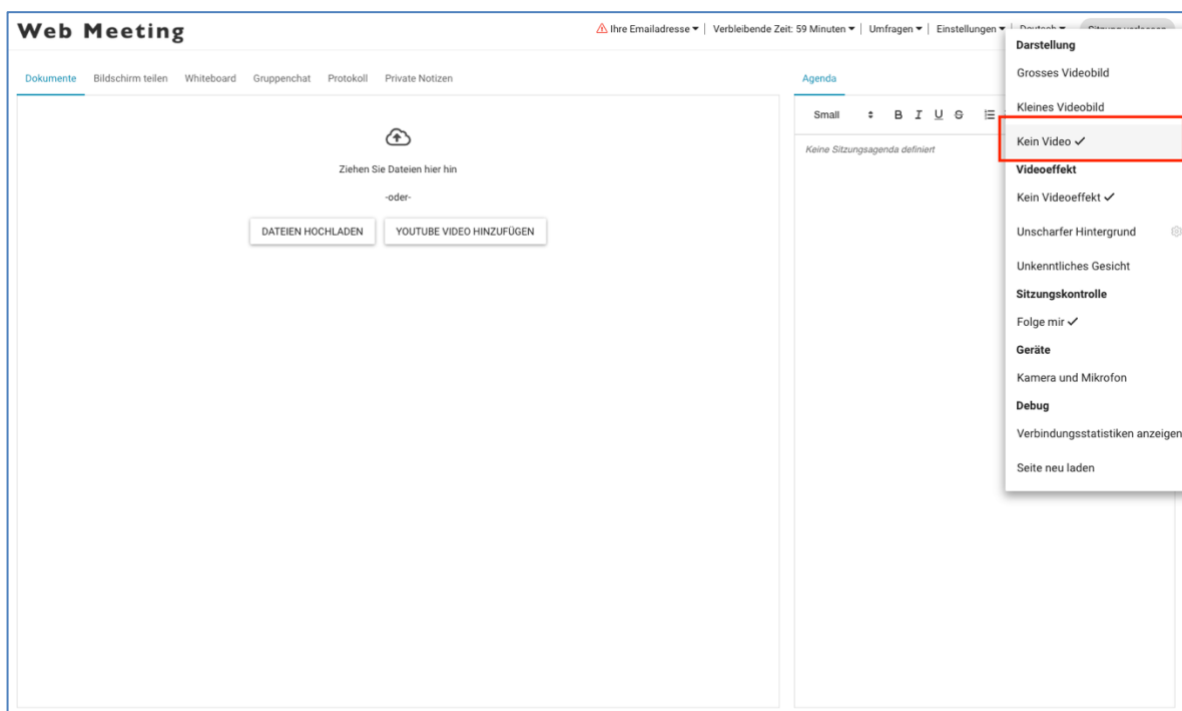 Web Meeting
Ihre Emailadresse Verbleibende Zeit: 59 Minuten Umfragen Einstellungen Deutsch Sitzung verlassen
Dokumente Bildschirm teilen Whiteboard Gruppenchat Protokoll Private Notizen
Agenda
Small B I U S
Keine Sitzungsagenda definiert
Ziehen Sie Dateien hier hin
-oder-
DATEIEN HOCHLADEN YOUTUBE VIDEO HINZUFÜGEN
Darstellung
Grosses Videobild
Kleines Videobild
Kein Video
Videoeffekt
Kein Videoeffekt
Unscharfer Hintergrund
Unkenntliches Gesicht
Sitzungskontrolle
Folge mir
Geräte
Kamera und Mikrofon
Debug
Verbindungsstatistiken anzeigen
Seite neu laden